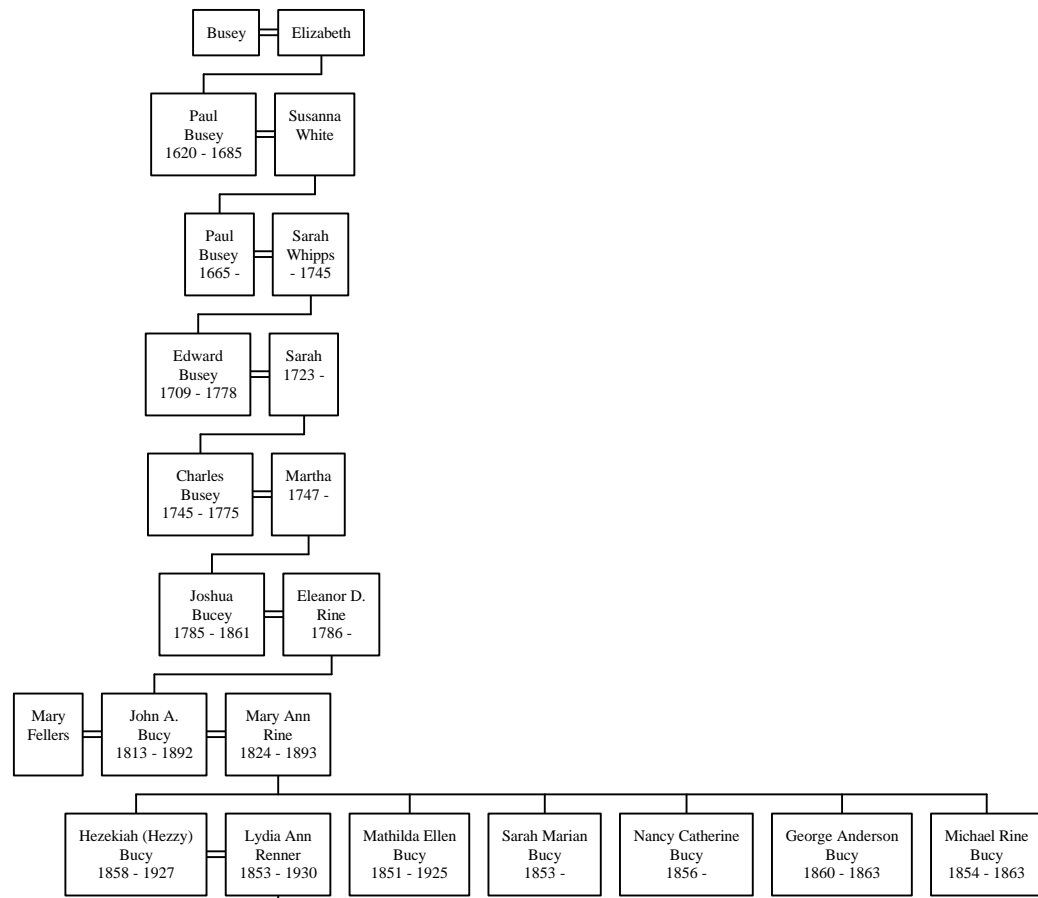 Busey
Elizabeth
Paul
Busey
1620 - 1685
Susanna
White
Paul
Busey
1665 -
Sarah
Whipps
- 1745
Edward
Busey
1709 - 1778
Sarah
1723 -
Charles
Busey
1745 - 1775
Martha
1747 -
Joshua
Bucey
1785 - 1861
Eleanor D.
Rine
1786 -
Mary
Fellers
John A.
Bucy
1813 - 1892
Mary Ann
Rine
1824 - 1893
Hezekiah (Hezzy)
Bucy
1858 - 1927
Lydia Ann
Renner
1853 - 1930
Mathilda Ellen
Bucy
1851 - 1925
Sarah Marian
Bucy
1853 -
Nancy Catherine
Bucy
1856 -
George Anderson
Bucy
1860 - 1863
Michael Rine
Bucy
1854 - 1863